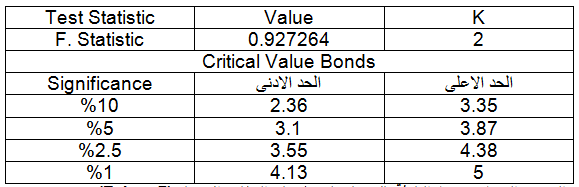 Test Statistic Value K
F. Statistic 0.927264 2
Critical Value Bonds
Significance الحد الادنى الحد الاعلى
%10 2.36 3.35
%5 3.1 3.87
%2.5 3.55 4.38
%1 4.13 5